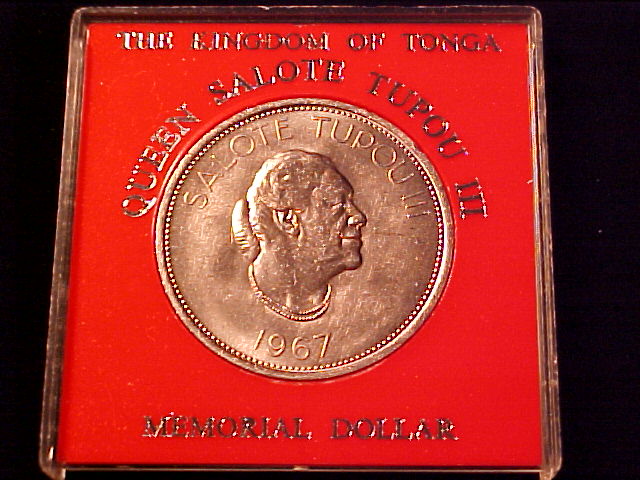 THE KINGDOM OF TONGA
QUEEN SALOTE TUPOU III
SALOTE TUPOU III
1967
MEMORIAL DOLLAR